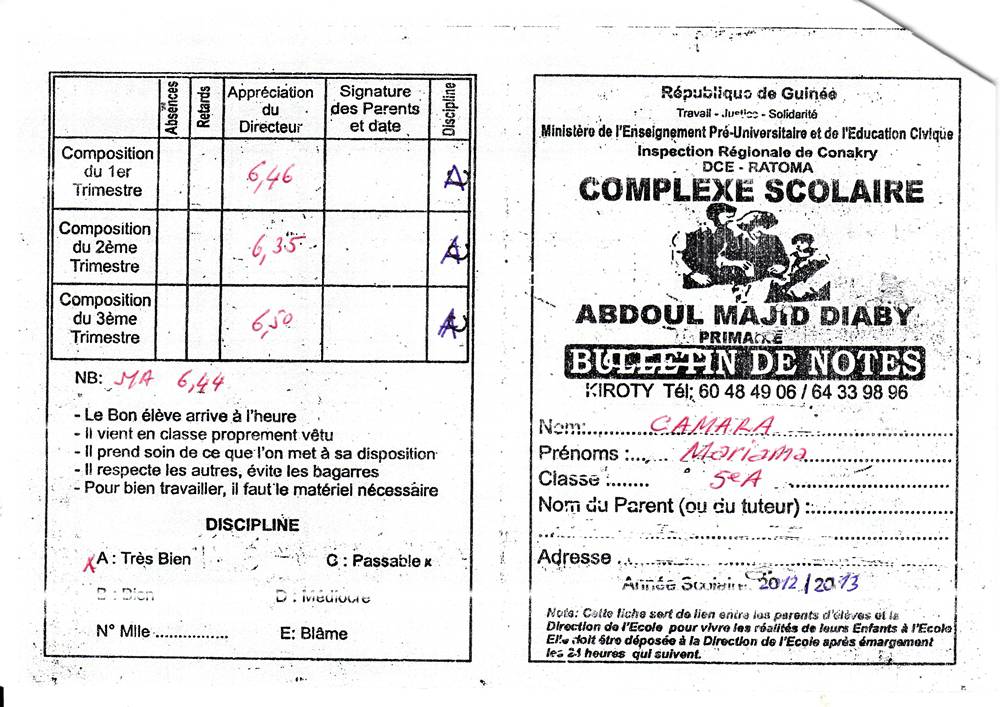 Absences
Retards
Appréciation du Directeur
Signature des Parents et date
Discipline
Composition du 1er Trimestre
6,46
A
Composition du 2ème Trimestre
6,35
A
Composition du 3ème Trimestre
6,50
A
NB: MA 6,44
- Le Bon élève arrive à l'heure
- Il vient en classe proprement vêtu
- Il prend soin de ce que l'on met à sa disposition
- Il respecte les autres, évite les bagarres
- Pour bien travailler, il faut le matériel nécessaire
DISCIPLINE
x A : Très Bien
C : Passable x
B : Bien
D : Médiocre
N° Mlle ..............
E: Blâme
République de Guinée
Travail - Justice - Solidarité
Ministère de l'Enseignement Pré-Universitaire et de l'Education Civique
Inspection Régionale de Conakry
DCE - RATOMA
COMPLEXE SCOLAIRE
ABDOUL MAJID DIABY
PRIMAIRE
BULLETIN DE NOTES
KIROTY Tél: 60 48 49 06 / 64 33 98 96
Nom: CAMARA
Prénoms : Mariama
Classe : 5eA
Nom du Parent (ou du tuteur) :
Adresse
Année Scolaire 2012/2013
Nota: Cette fiche sert de lien entre les parents d'élèves et la
Direction de l'Ecole pour vivre les réalités de leurs Enfants à l'Ecole
Elle doit être déposée à la Direction de l'Ecole après émargement
les 24 heures qui suivent.